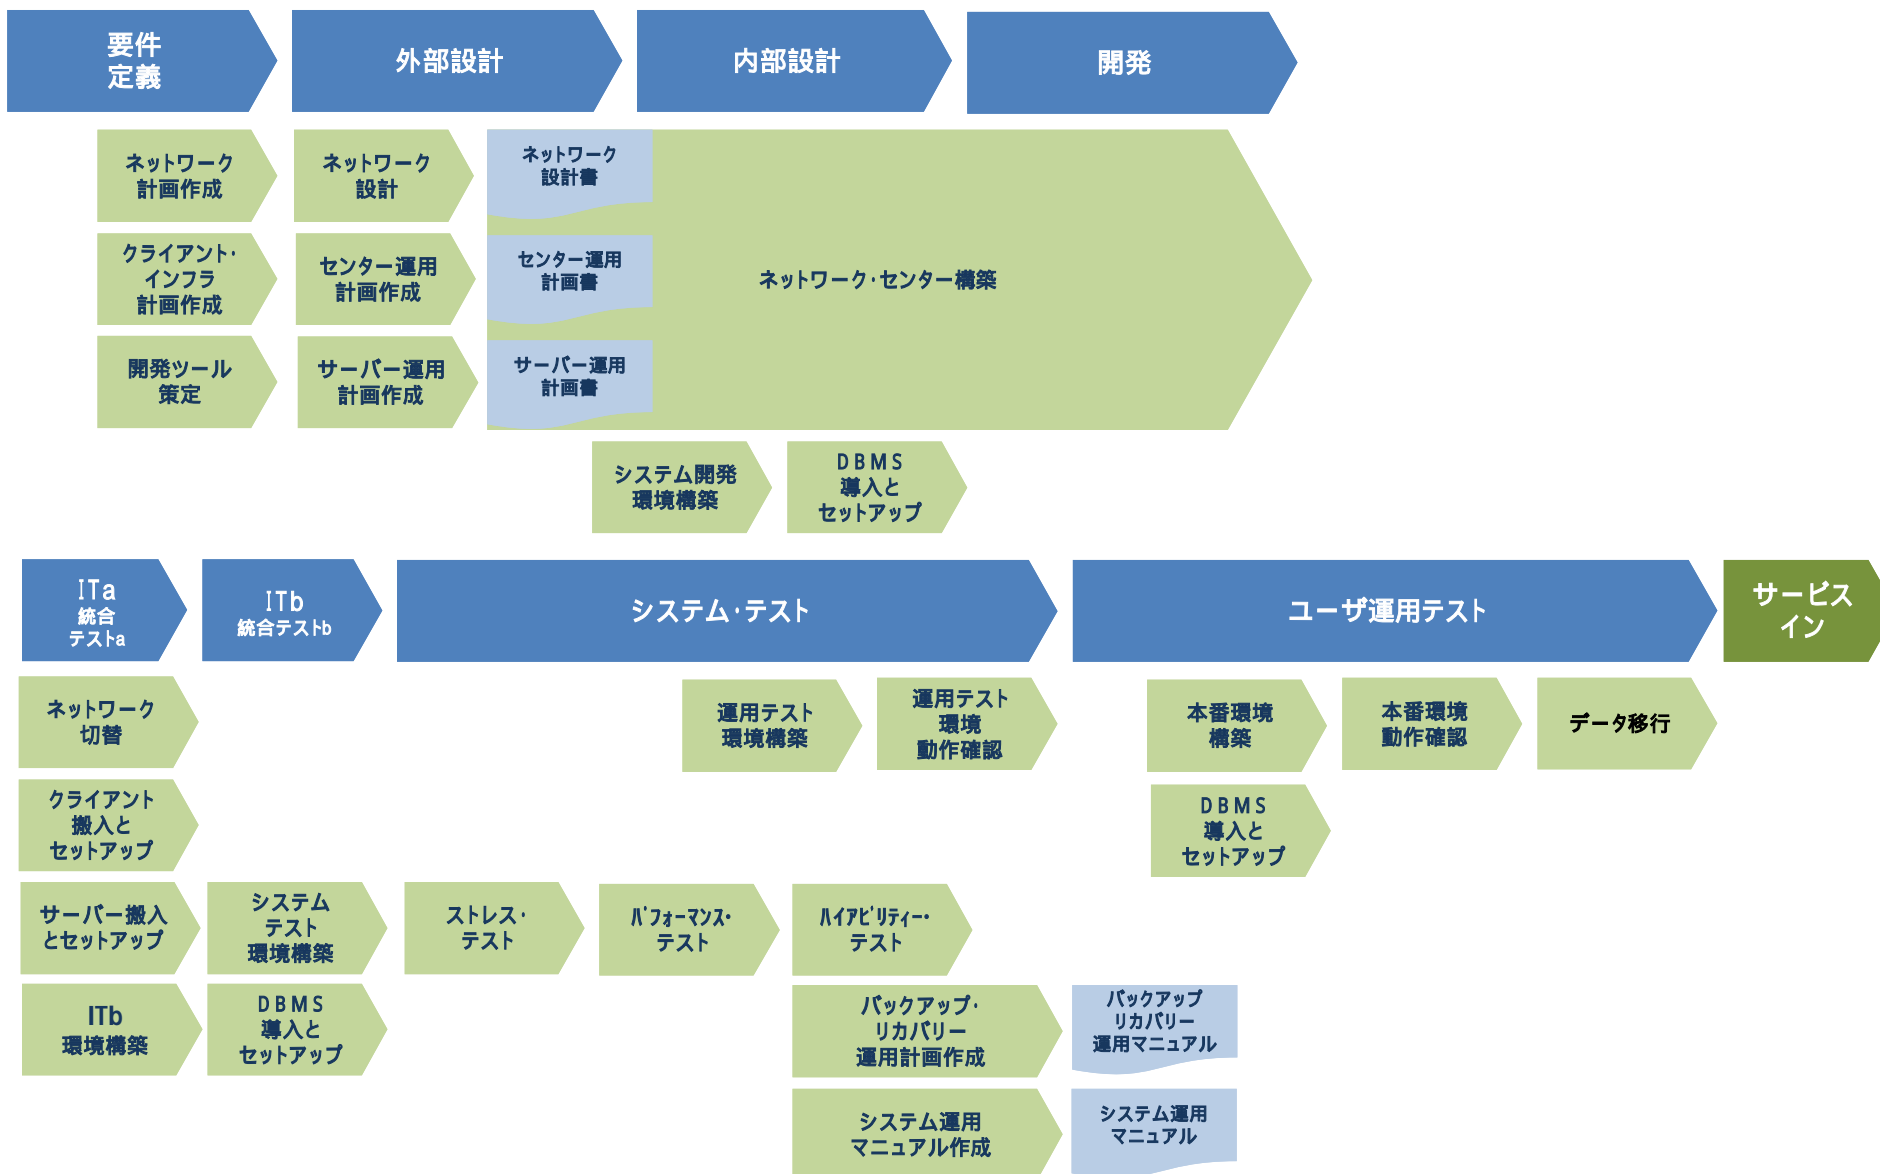 要件
定義
外部設計
内部設計
開発
ネットワーク
計画作成
ネットワーク
設計
ネットワーク
設計書
クライアント・
インフラ
計画作成
センター運用
計画作成
センター運用
計画書
ネットワーク・センター構築
開発ツール
策定
サーバー運用
計画作成
サーバー運用
計画書
システム開発
環境構築
DBMS
導入と
セットアップ
ITa
統合
テストa
ITb
統合テストb
システム・テスト
ユーザ運用テスト
サービス
イン
ネットワーク
切替
運用テスト
環境構築
運用テスト
環境
動作確認
本番環境
構築
本番環境
動作確認
データ移行
クライアント
搬入と
セットアップ
DBMS
導入と
セットアップ
サーバー搬入
とセットアップ
システム
テスト
環境構築
ストレス・
テスト
パフォーマンス・
テスト
ハイアビリティー・
テスト
ITb
環境構築
DBMS
導入と
セットアップ
バックアップ・
リカバリー
運用計画作成
バックアップ
リカバリー
運用マニュアル
システム運用
マニュアル作成
システム運用
マニュアル